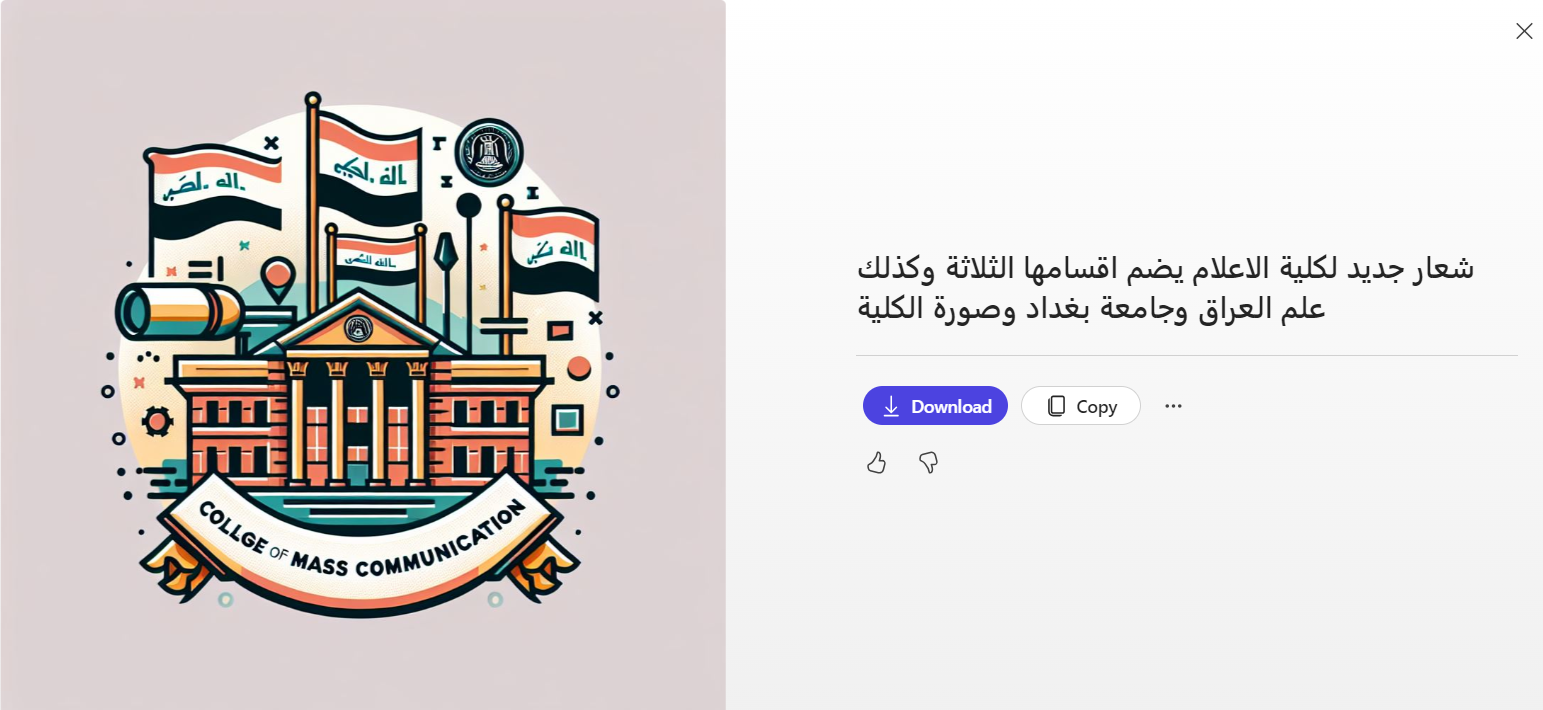 COLLGE OF MASS COMMUNICATION
شعار جديد لكلية الاعلام يضم اقسامها الثلاثة وكذلك
علم العراق وجامعة بغداد وصورة الكلية
Download
Copy